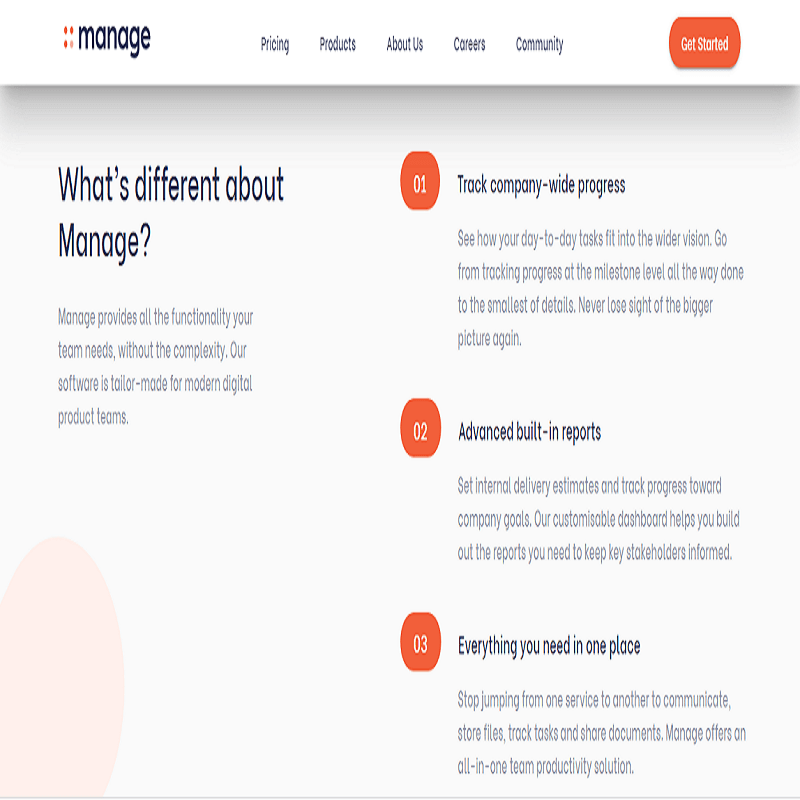 manage
Pricing
Products
About Us
Careers
Community
Get Started
What's different about
Manage?
Manage provides all the functionality your
team needs, without the complexity. Our
software is tailor-made for modern digital
product teams.
01
Track company-wide progress
See how your day-to-day tasks fit into the wider vision. Go
from tracking progress at the milestone level all the way done
to the smallest of details. Never lose sight of the bigger
picture again.
02
Advanced built-in reports
Set internal delivery estimates and track progress toward
company goals. Our customisable dashboard helps you build
out the reports you need to keep key stakeholders informed.
03
Everything you need in one place
Stop jumping from one service to another to communicate,
store files, track tasks and share documents. Manage offers an
all-in-one team productivity solution.